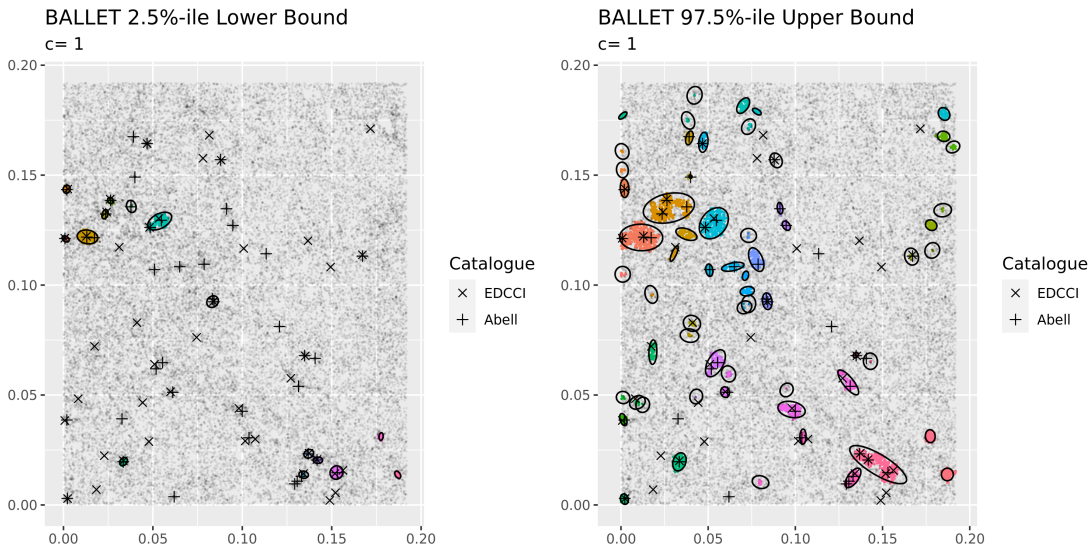 BALLET 2.5%-ile Lower Bound
c= 1
0.20
0.15
0.10
0.05
0.00
0.00 0.05 0.10 0.15 0.20
Catalogue
EDCCI
Abell
BALLET 97.5%-ile Upper Bound
c= 1
0.20
0.15
0.10
0.05
0.00
0.00 0.05 0.10 0.15 0.20
Catalogue
EDCCI
Abell